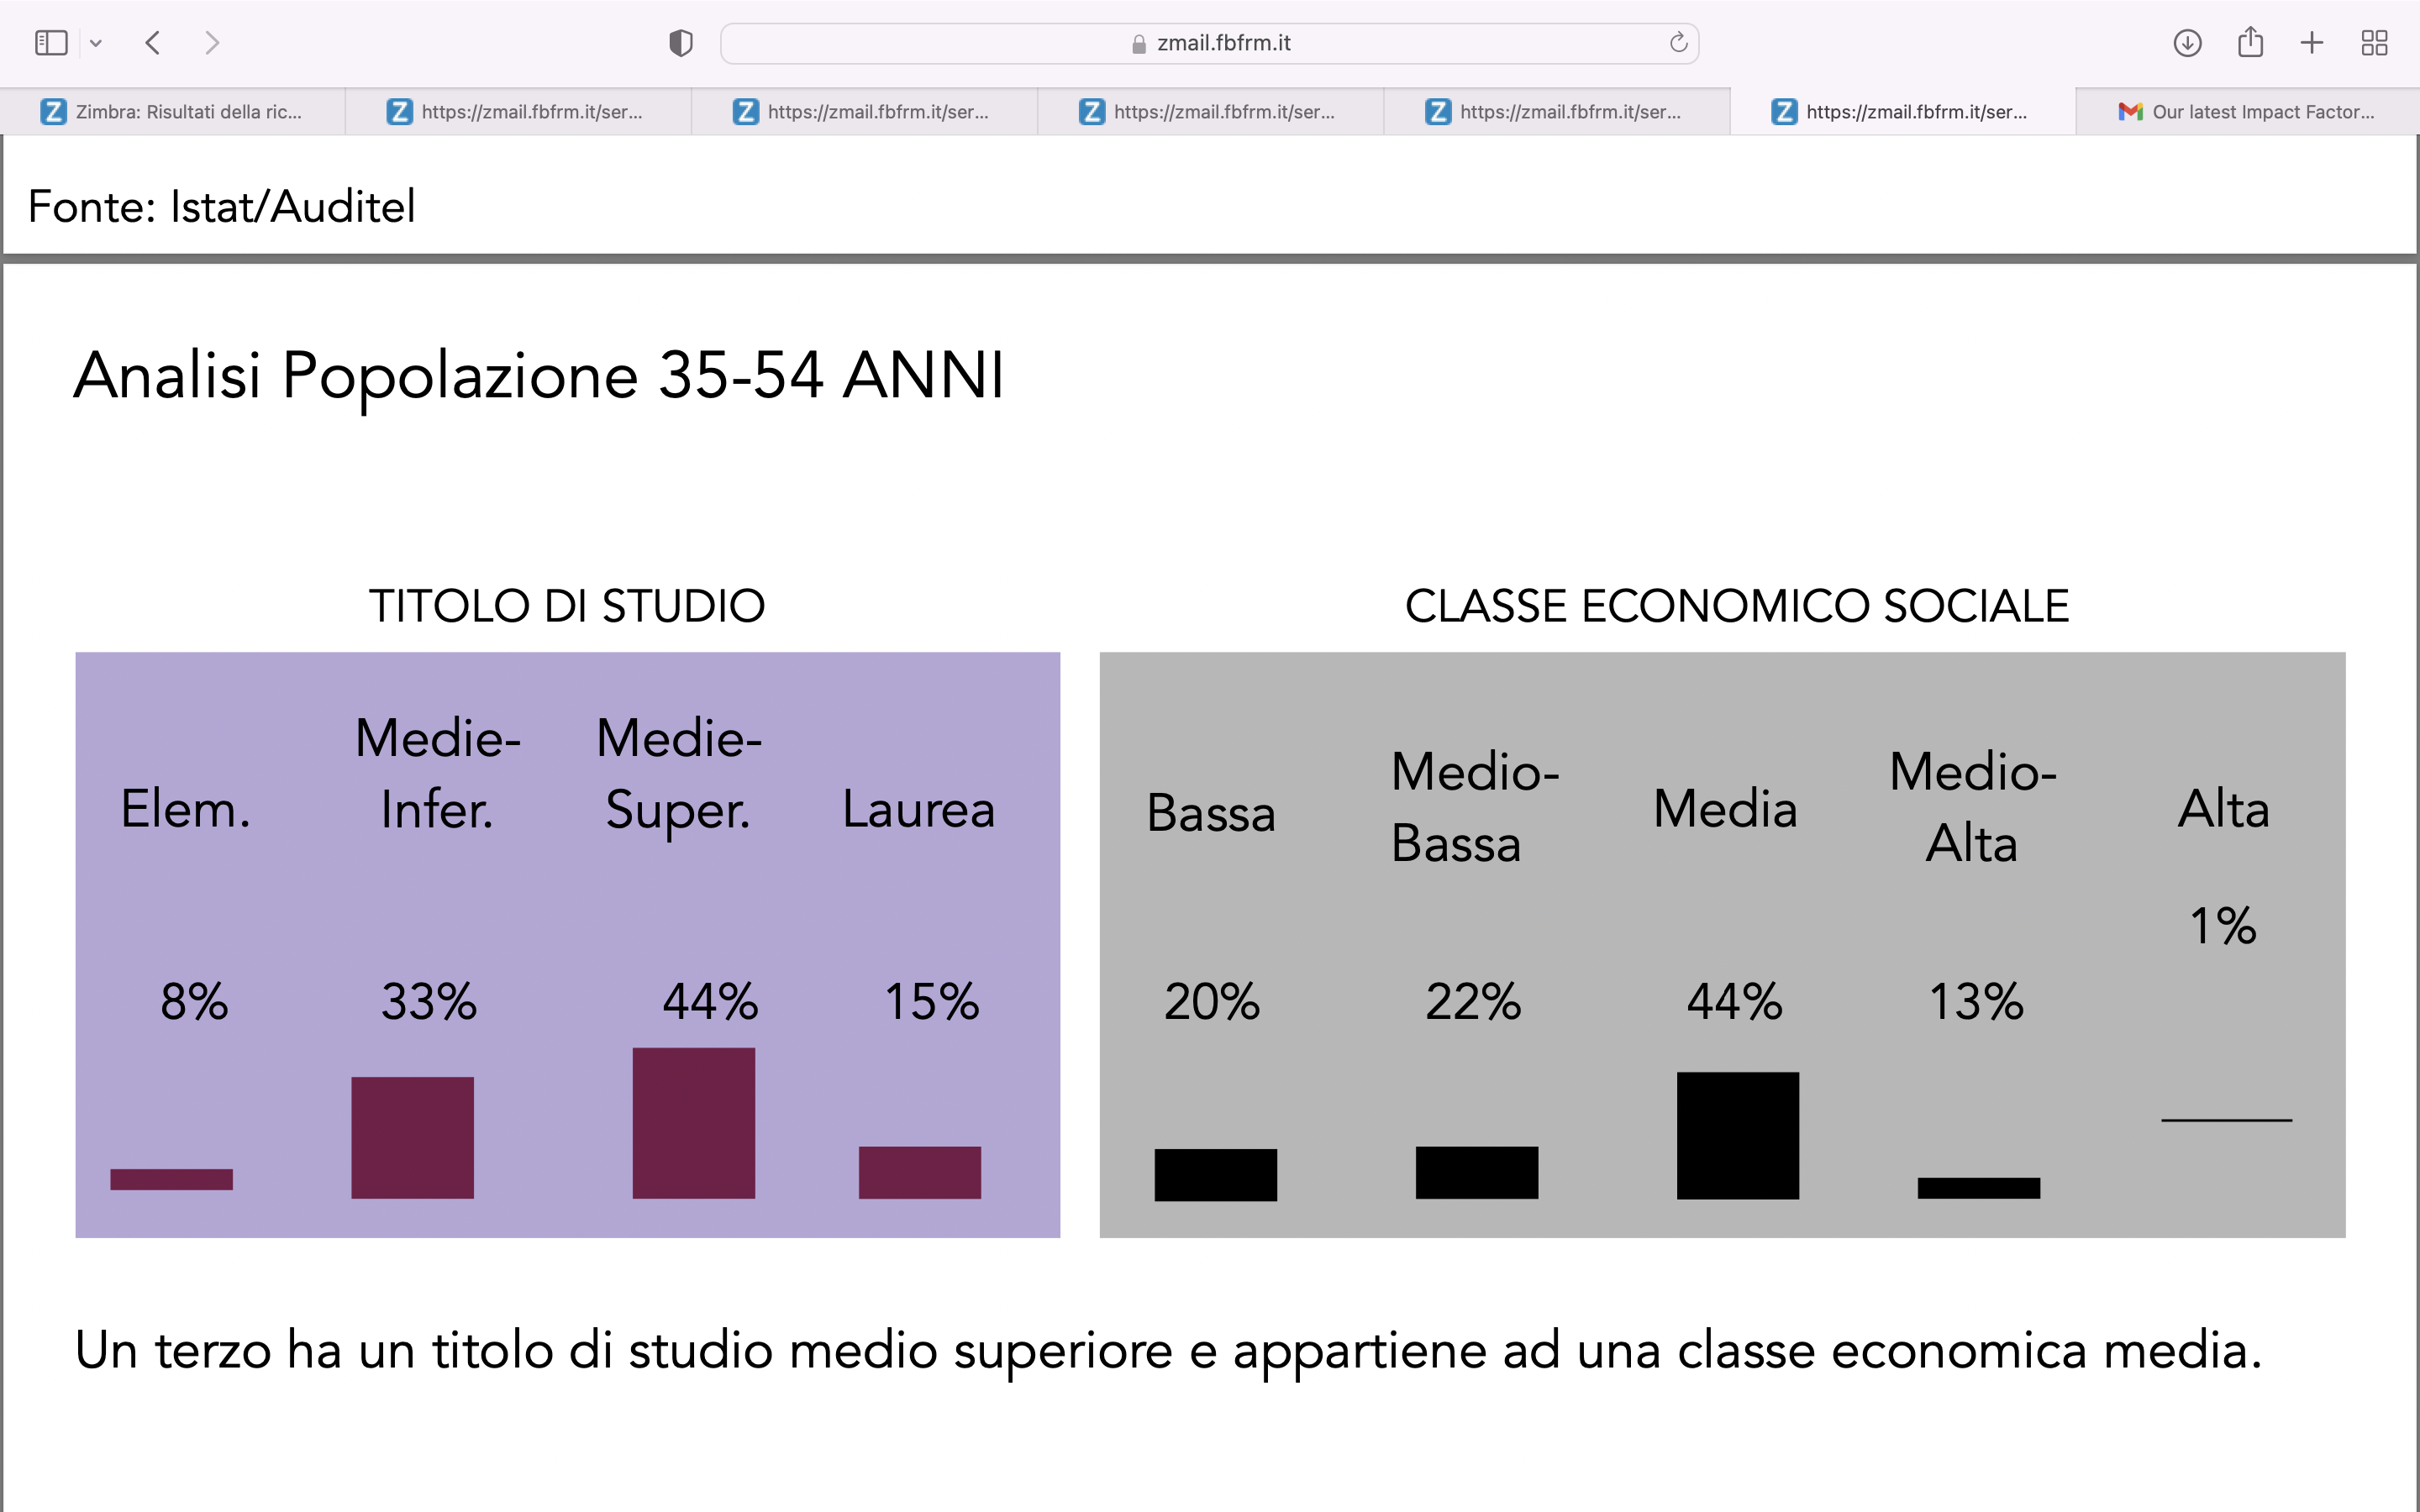 zmail.fbfrm.it
Zimbra: Risultati della ric...
https://zmail.fbfrm.it/ser...
https://zmail.fbfrm.it/ser...
https://zmail.fbfrm.it/ser...
https://zmail.fbfrm.it/ser...
https://zmail.fbfrm.it/ser...
Our latest Impact Factor...
Fonte: Istat/Auditel
Analisi Popolazione 35-54 ANNI
TITOLO DI STUDIO
Elem.
Medie-
Infer.
Medie-
Super.
Laurea
8% 33% 44% 15%
CLASSE ECONOMICO SOCIALE
Bassa
Medio-
Bassa
Media
Medio-
Alta
Alta
20% 22% 44% 13% 1%
Un terzo ha un titolo di studio medio superiore e appartiene ad una classe economica media.